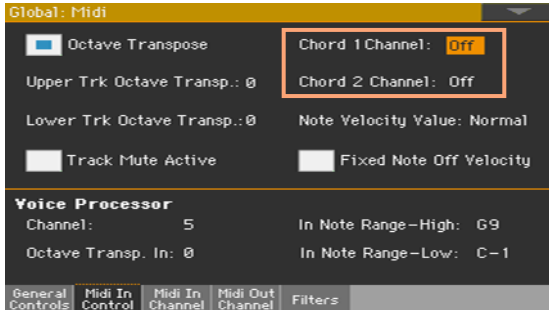 Global: Midi
Octave Transpose
Chord 1 Channel: Off
Upper Trk Octave Transp.: 0
Chord 2 Channel: Off
Lower Trk Octave Transp.:0
Note Velocity Value: Normal
Track Mute Active
Fixed Note Off Velocity
Voice Processor
Channel: 5
In Note Range-High: G9
Octave Transp. In: 0
In Note Range-Low: C-1
General Controls
Midi In Control
Midi In Channel
Midi Out Channel
Filters